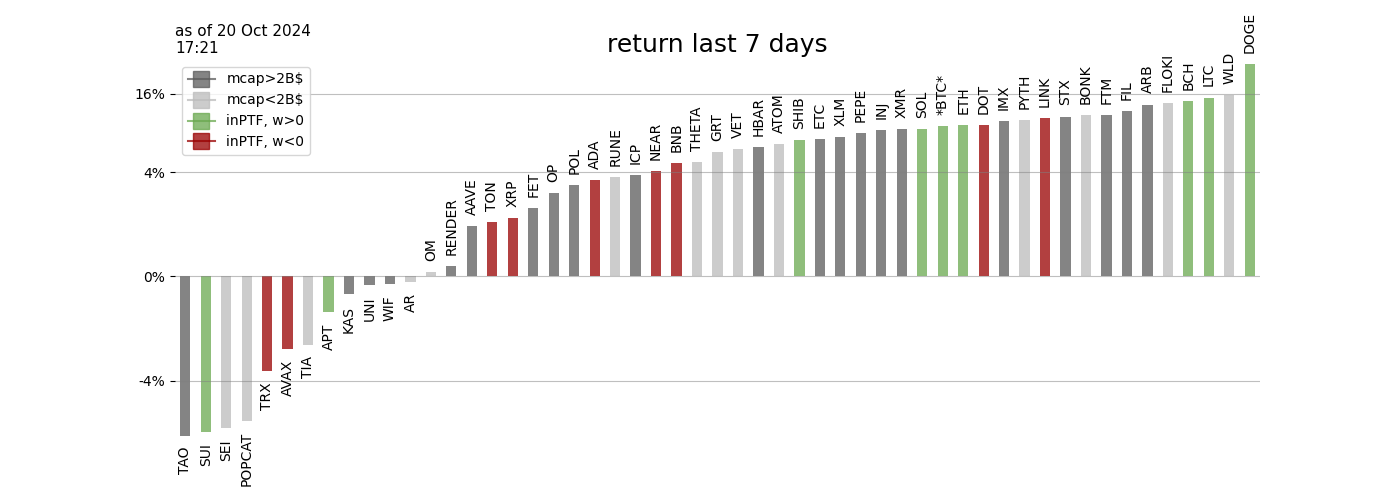 as of 20 Oct 2024
17:21
return last 7 days
mcap>2B$
mcap<2B$
inPTF, w>0
inPTF, w<0
16%
4%
0%
-4%
TAO
SUI
SEI
POPCAT
TRX
AVAX
TIA
APT
KAS
UNI
WIF
AR
OM
RENDER
AAVE
TON
XRP
FET
OP
POL
ADA
RUNE
ICP
NEAR
BNB
THETA
GRT
VET
HBAR
ATOM
SHIB
ETC
XLM
PEPE
INJ
XMR
SOL
*BTC*
ETH
DOT
IMX
PYTH
LINK
STX
BONK
FTM
FIL
ARB
FLOKI
BCH
LTC
WLD
DOGE